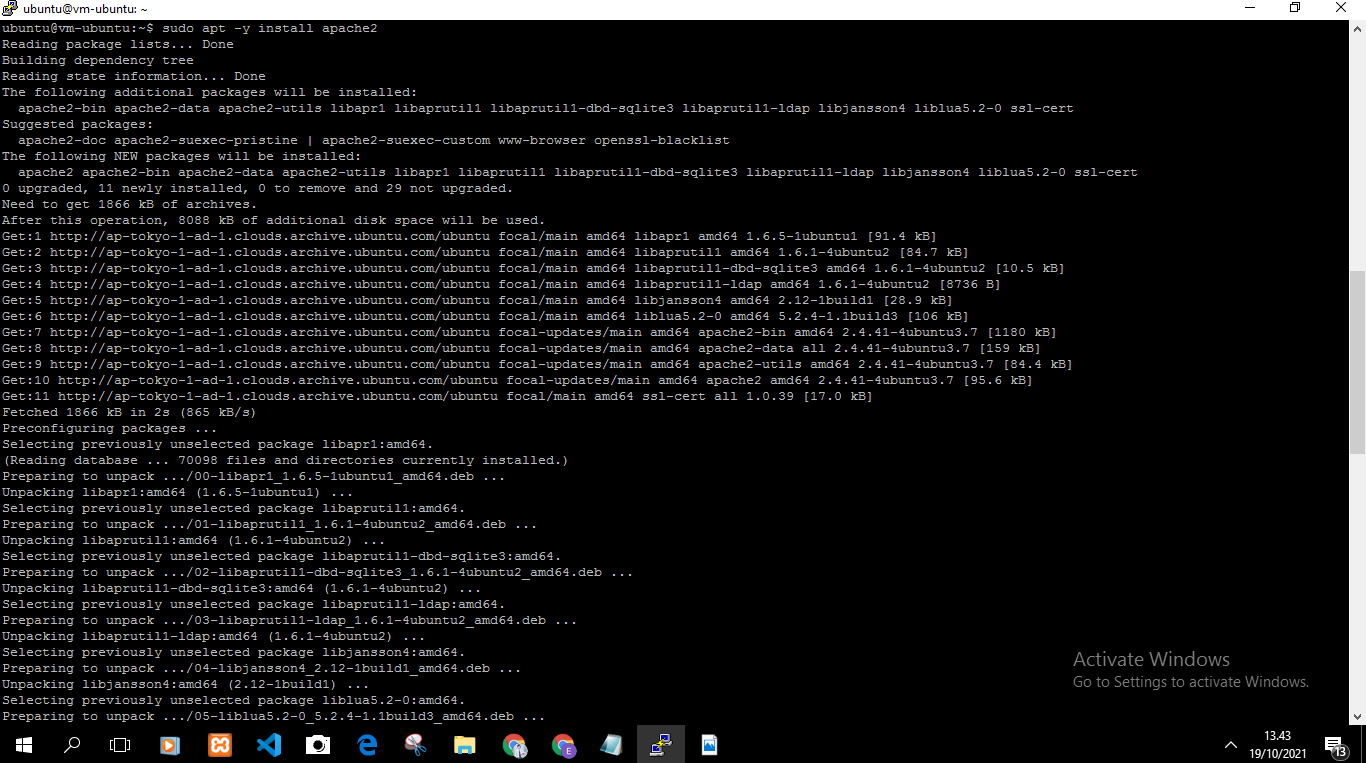 ubuntu@vm-ubuntu: ~
ubuntu@vm-ubuntu:~$ sudo apt -y install apache2
Reading package lists... Done
Building dependency tree
Reading state information... Done
The following additional packages will be installed:
  apache2-bin apache2-data apache2-utils libapr1 libaprutil1 libaprutil1-dbd-sqlite3 libaprutil1-ldap libjansson4 liblua5.2-0 ssl-cert
Suggested packages:
  apache2-doc apache2-suexec-pristine | apache2-suexec-custom www-browser openssl-blacklist
The following NEW packages will be installed:
  apache2 apache2-bin apache2-data apache2-utils libapr1 libaprutil1 libaprutil1-dbd-sqlite3 libaprutil1-ldap libjansson4 liblua5.2-0 ssl-cert
0 upgraded, 11 newly installed, 0 to remove and 29 not upgraded.
Need to get 1866 kB of archives.
After this operation, 8088 kB of additional disk space will be used.
Get:1 http://ap-tokyo-1-ad-1.clouds.archive.ubuntu.com/ubuntu focal/main amd64 libapr1 amd64 1.6.5-1ubuntu1 [91.4 kB]
Get:2 http://ap-tokyo-1-ad-1.clouds.archive.ubuntu.com/ubuntu focal/main amd64 libaprutil1 amd64 1.6.1-4ubuntu2 [84.7 kB]
Get:3 http://ap-tokyo-1-ad-1.clouds.archive.ubuntu.com/ubuntu focal/main amd64 libaprutil1-dbd-sqlite3 amd64 1.6.1-4ubuntu2 [10.5 kB]
Get:4 http://ap-tokyo-1-ad-1.clouds.archive.ubuntu.com/ubuntu focal/main amd64 libaprutil1-ldap amd64 1.6.1-4ubuntu2 [8736 B]
Get:5 http://ap-tokyo-1-ad-1.clouds.archive.ubuntu.com/ubuntu focal/main amd64 libjansson4 amd64 2.12-1build1 [28.9 kB]
Get:6 http://ap-tokyo-1-ad-1.clouds.archive.ubuntu.com/ubuntu focal/main amd64 liblua5.2-0 amd64 5.2.4-1.1build3 [106 kB]
Get:7 http://ap-tokyo-1-ad-1.clouds.archive.ubuntu.com/ubuntu focal-updates/main amd64 apache2-bin amd64 2.4.41-4ubuntu3.7 [1180 kB]
Get:8 http://ap-tokyo-1-ad-1.clouds.archive.ubuntu.com/ubuntu focal-updates/main amd64 apache2-data all 2.4.41-4ubuntu3.7 [159 kB]
Get:9 http://ap-tokyo-1-ad-1.clouds.archive.ubuntu.com/ubuntu focal-updates/main amd64 apache2-utils amd64 2.4.41-4ubuntu3.7 [84.4 kB]
Get:10 http://ap-tokyo-1-ad-1.clouds.archive.ubuntu.com/ubuntu focal-updates/main amd64 apache2 amd64 2.4.41-4ubuntu3.7 [95.6 kB]
Get:11 http://ap-tokyo-1-ad-1.clouds.archive.ubuntu.com/ubuntu focal/main amd64 ssl-cert all 1.0.39 [17.0 kB]
Fetched 1866 kB in 2s (865 kB/s)
Preconfiguring packages ...
Selecting previously unselected package libapr1:amd64.
(Reading database ... 70098 files and directories currently installed.)
Preparing to unpack .../00-libapr1_1.6.5-1ubuntu1_amd64.deb ...
Unpacking libapr1:amd64 (1.6.5-1ubuntu1) ...
Selecting previously unselected package libaprutil1:amd64.
Preparing to unpack .../01-libaprutil1_1.6.1-4ubuntu2_amd64.deb ...
Unpacking libaprutil1:amd64 (1.6.1-4ubuntu2) ...
Selecting previously unselected package libaprutil1-dbd-sqlite3:amd64.
Preparing to unpack .../02-libaprutil1-dbd-sqlite3_1.6.1-4ubuntu2_amd64.deb ...
Unpacking libaprutil1-dbd-sqlite3:amd64 (1.6.1-4ubuntu2) ...
Selecting previously unselected package libaprutil1-ldap:amd64.
Preparing to unpack .../03-libaprutil1-ldap_1.6.1-4ubuntu2_amd64.deb ...
Unpacking libaprutil1-ldap:amd64 (1.6.1-4ubuntu2) ...
Selecting previously unselected package libjansson4:amd64.
Preparing to unpack .../04-libjansson4_2.12-1build1_amd64.deb ...
Unpacking libjansson4:amd64 (2.12-1build1) ...
Selecting previously unselected package liblua5.2-0:amd64.
Preparing to unpack .../05-liblua5.2-0_5.2.4-1.1build3_amd64.deb ...
Activate Windows
Go to Settings to activate Windows.
E
13.43
19/10/2021
13